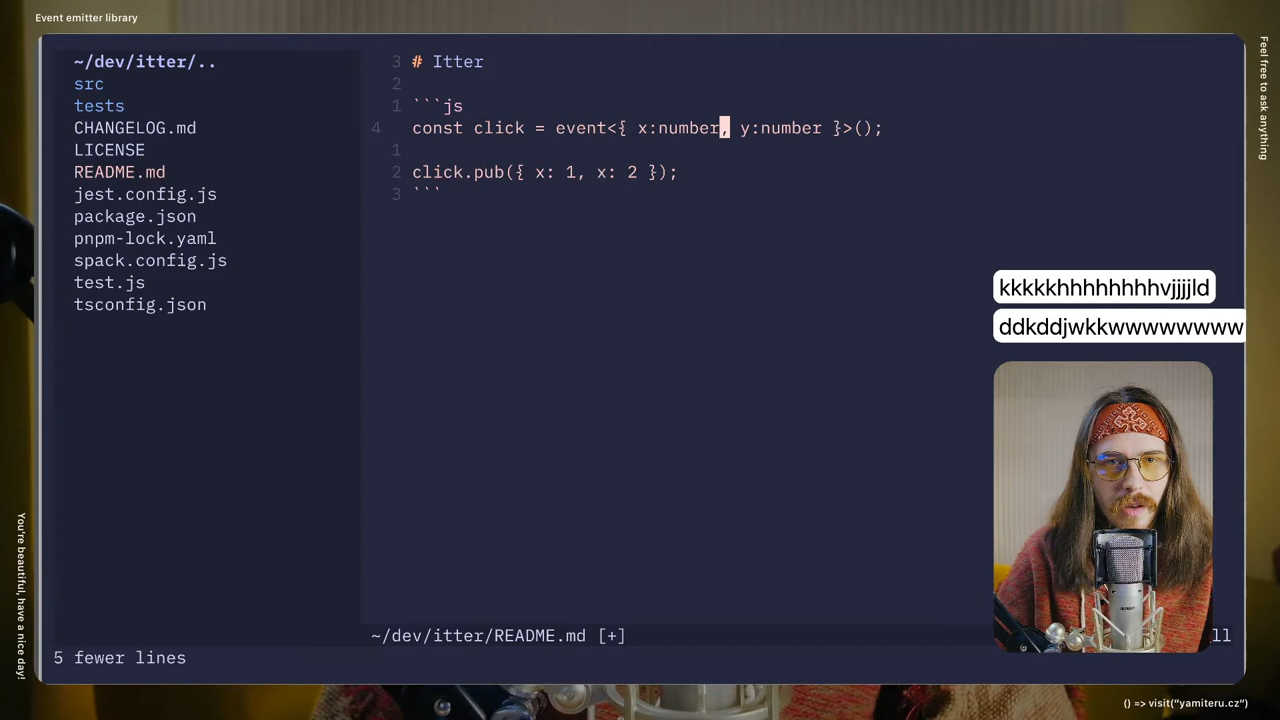 Event emitter library
Feel free to ask anything
~/dev/itter/..
src
tests
CHANGELOG.md
LICENSE
README.md
jest.config.js
package.json
pnpm-lock.yaml
spack.config.js
test.js
tsconfig.json
3 # Itter
2
1 ```js
4 const click = event<{ x:number, y:number }>();
1
2 click.pub({ x: 1, x: 2 });
3 ```
kkkkkhhhhhhhhvjjjjld
ddkddjwkkwwwwwwww
~/dev/itter/README.md [+]
ll
5 fewer lines
You're beautiful, have a nice day!
() => visit("yamiteru.cz")